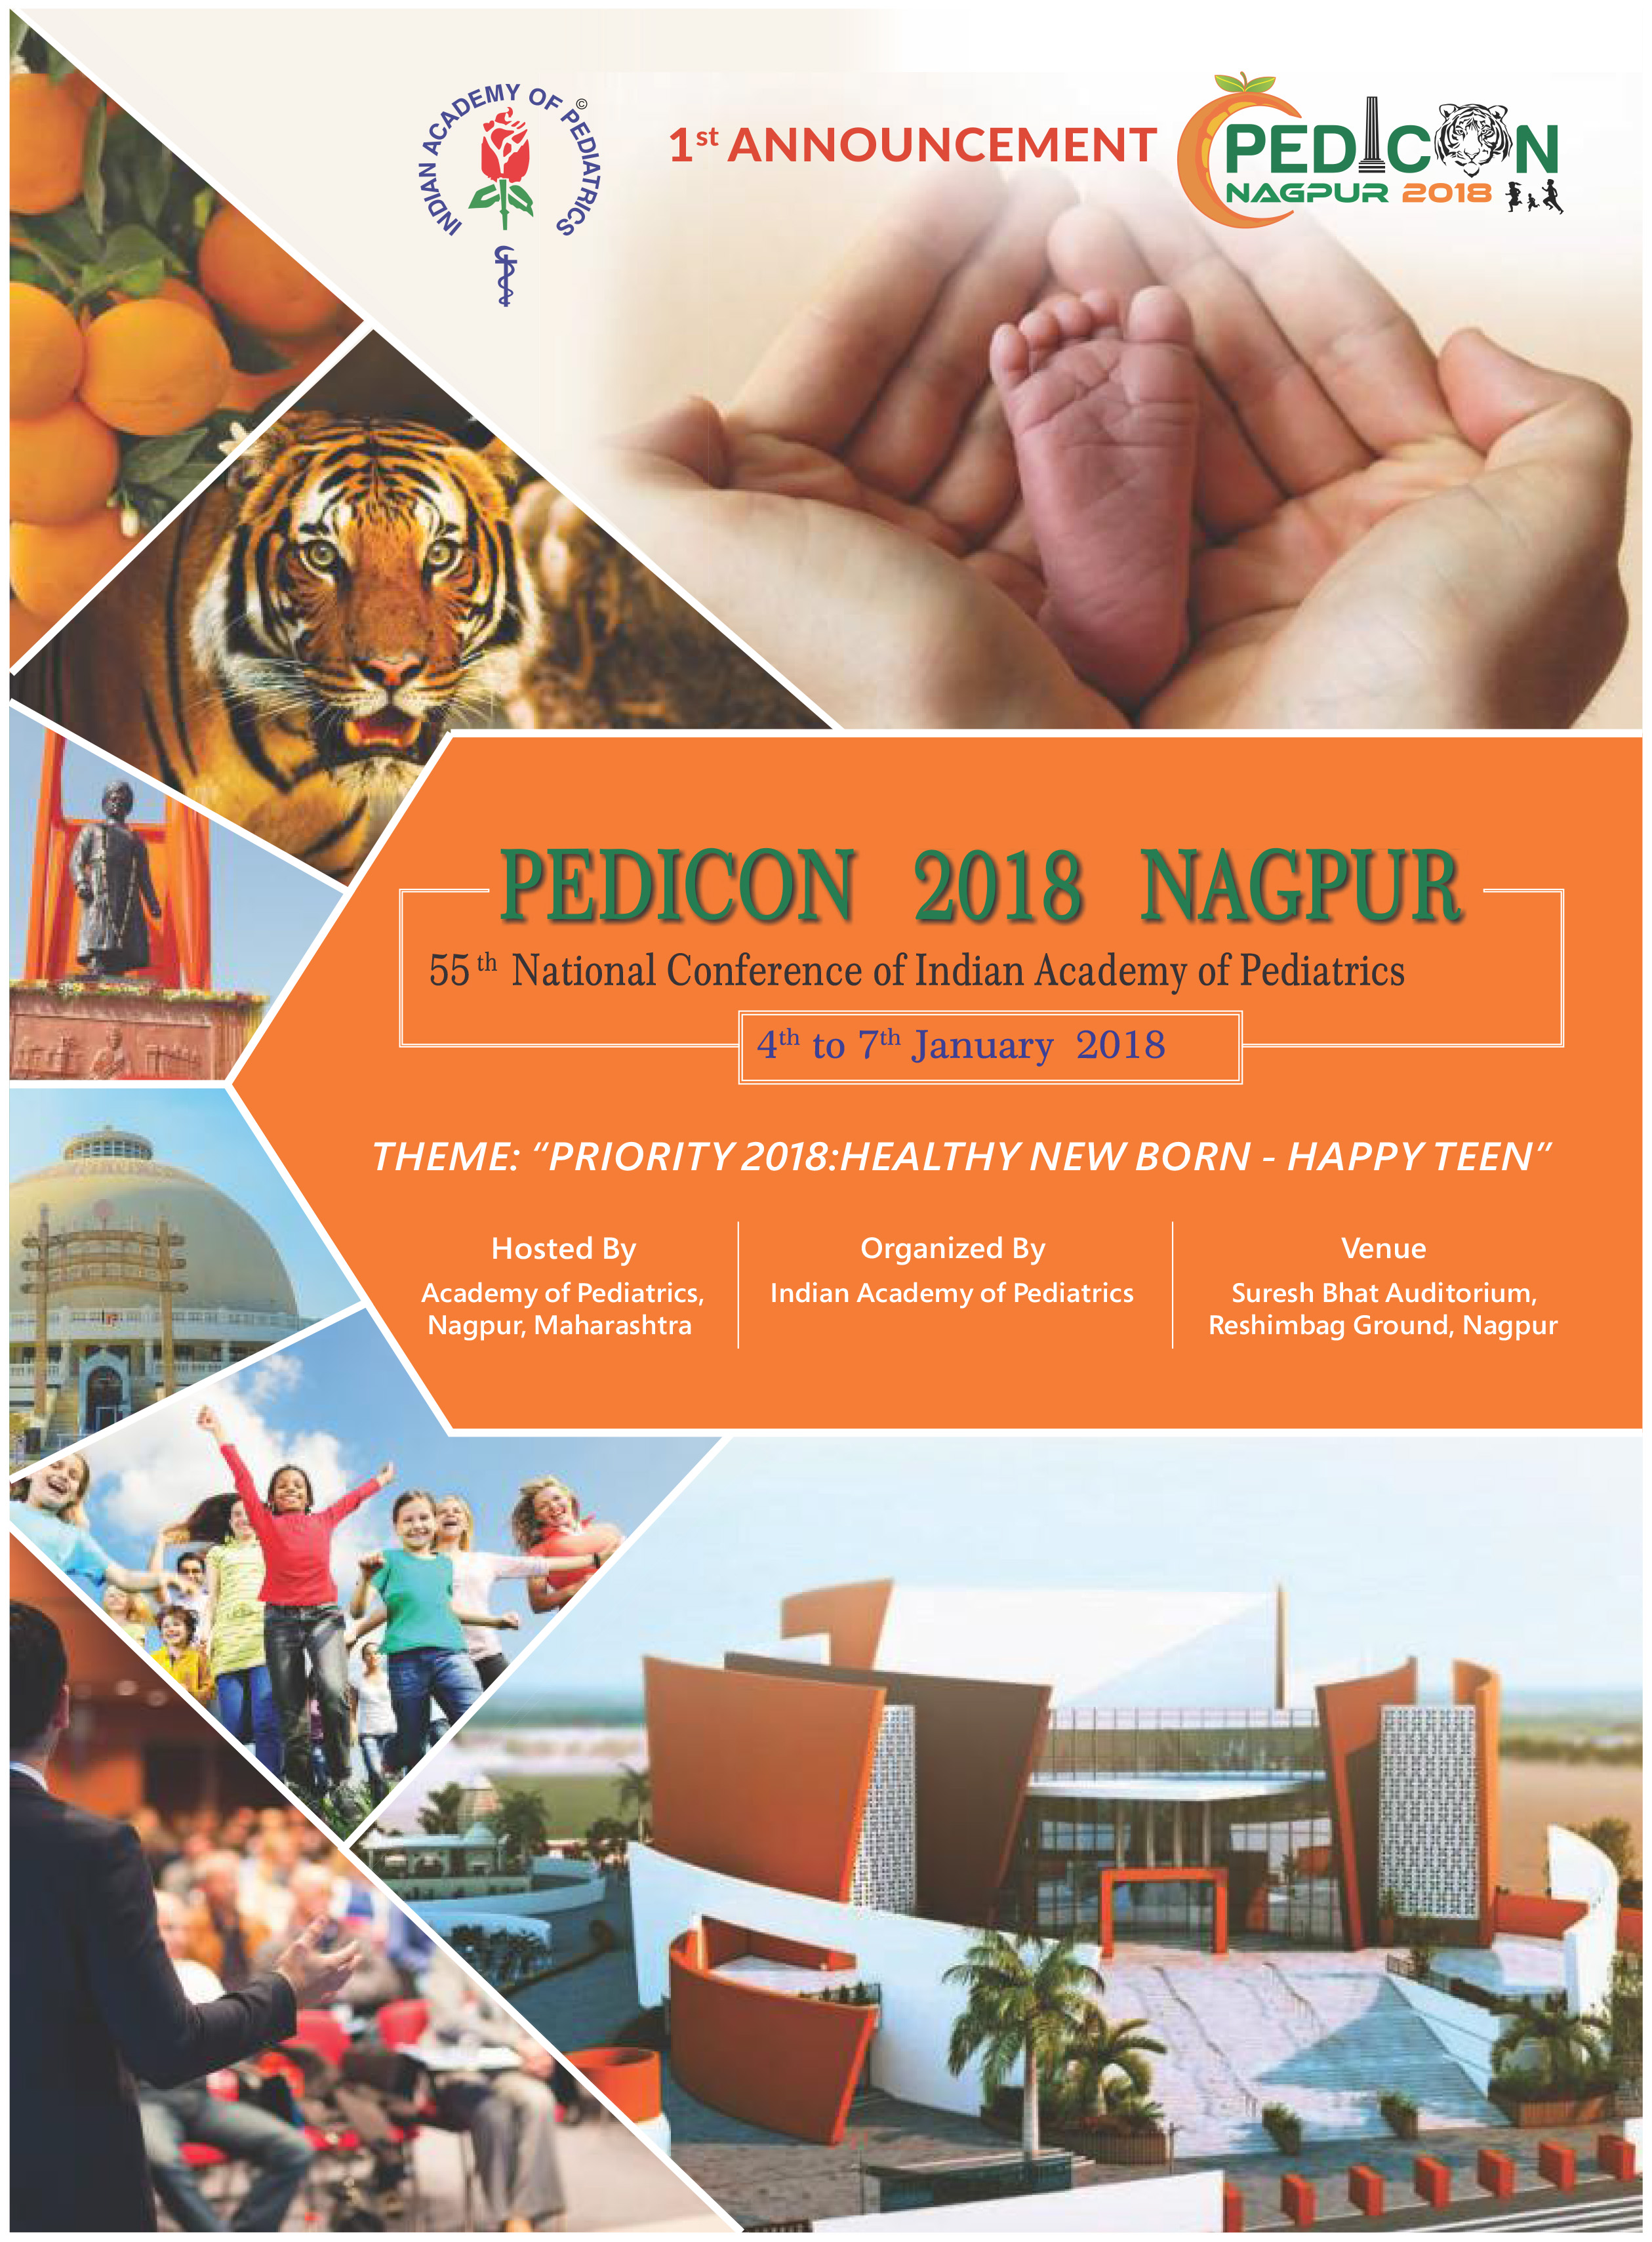 INDIAN ACADEMY OF PEDIATRICS ©
1st ANNOUNCEMENT
PEDICON
NAGPUR 2018
PEDICON 2018 NAGPUR
55th National Conference of Indian Academy of Pediatrics
4th to 7th January 2018
THEME: “PRIORITY 2018:HEALTHY NEW BORN - HAPPY TEEN”
Hosted By
Academy of Pediatrics,
Nagpur, Maharashtra
Organized By
Indian Academy of Pediatrics
Venue
Suresh Bhat Auditorium,
Reshimbag Ground, Nagpur